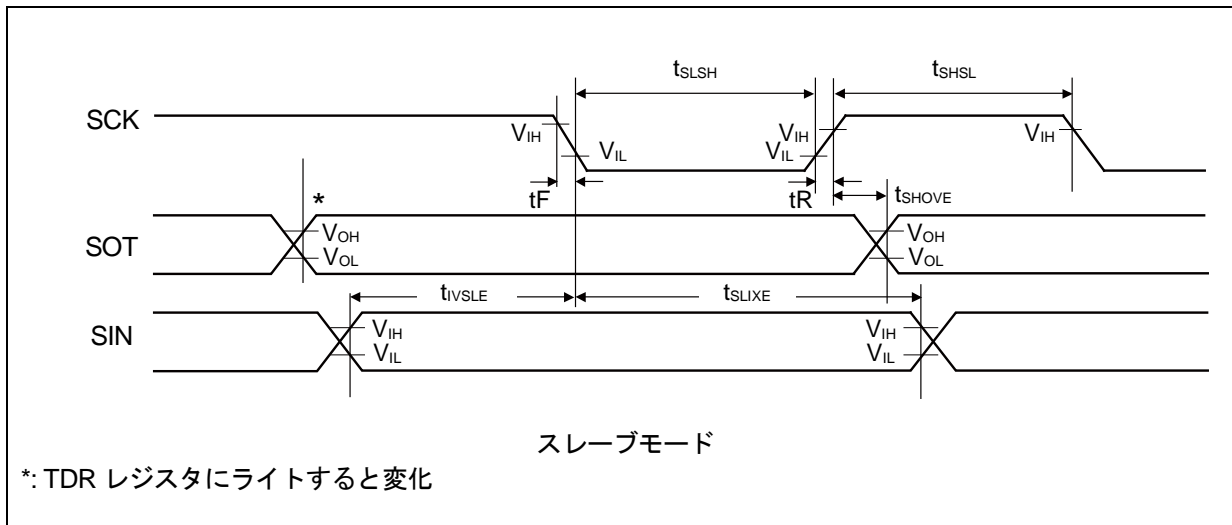 tSLSH
tSHSL
SCK
VIH
VIL
VIL
VIH
VIH
tF
tR
tSHOVE
*
SOT
VOH
VOL
VOH
VOL
tIVSLE
tSLIXE
SIN
VIH
VIL
VIH
VIL
スレーブモード
*: TDR レジスタにライトすると変化